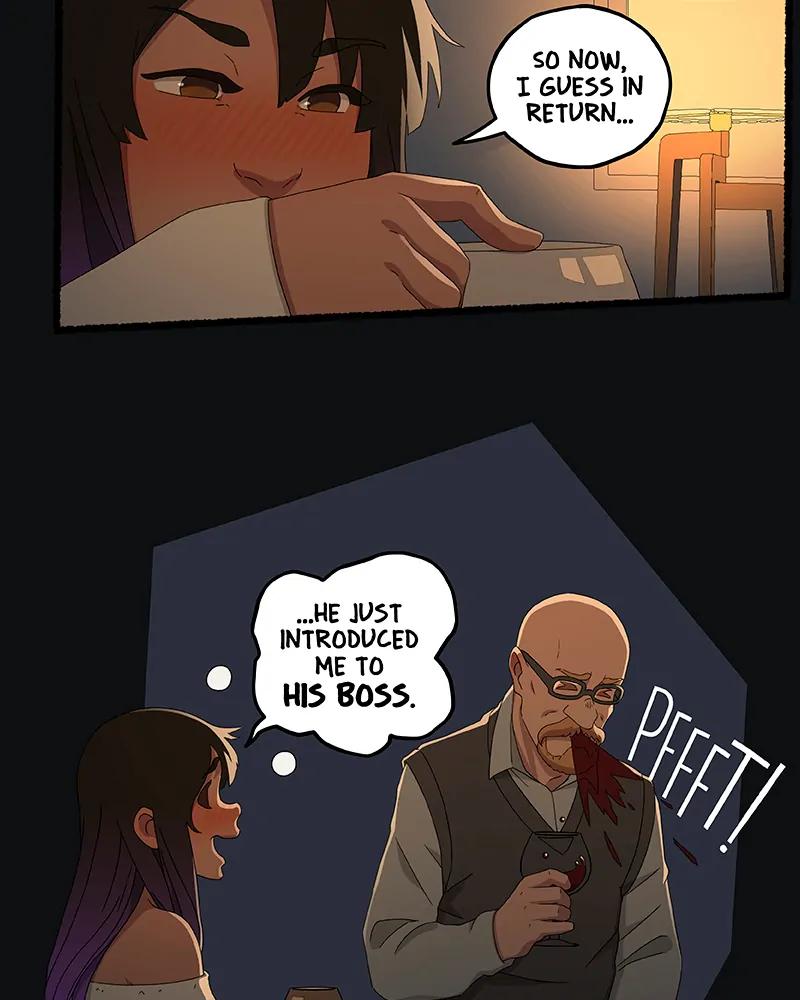 SO NOW,
I GUESS IN
RETURN...
...HE JUST
INTRODUCED
ME TO
HIS BOSS.
PFFFT!